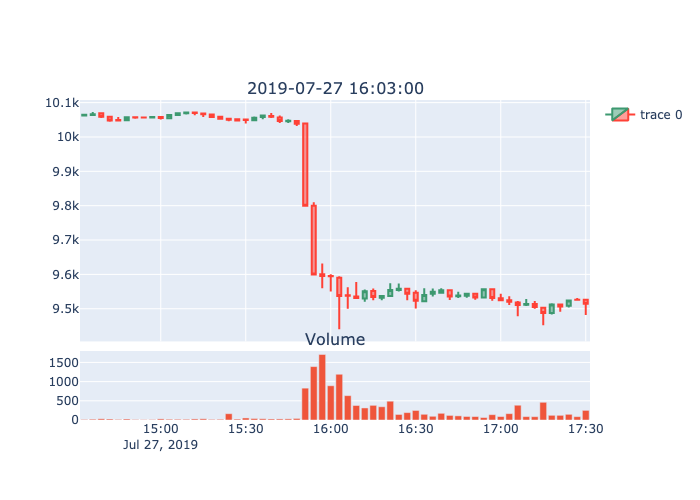 2019-07-27 16:03:00
10.1k
10k
9.9k
9.8k
9.7k
9.6k
9.5k
trace 0
Volume
1500
1000
500
0
15:00 15:30 16:00 16:30 17:00 17:30
Jul 27, 2019